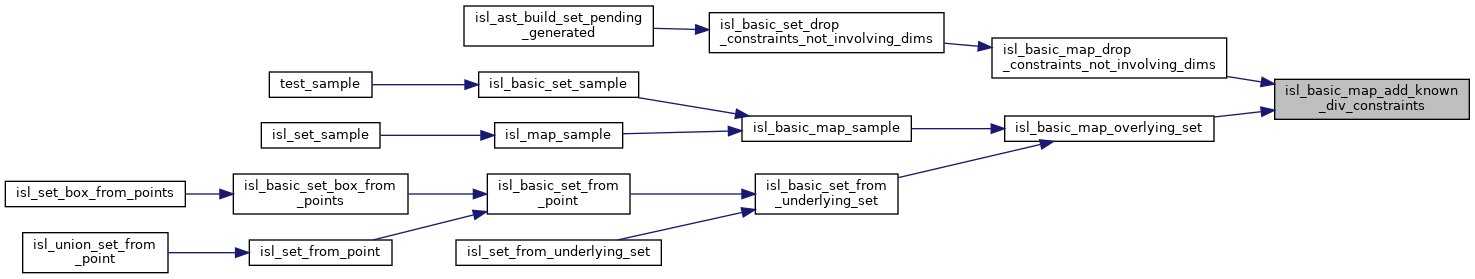 isl_ast_build_set_pending
_generated
isl_basic_set_drop
_constraints_not_involving_dims
isl_basic_map_drop
_constraints_not_involving_dims
isl_basic_map_add_known
_div_constraints
test_sample
isl_basic_set_sample
isl_set_sample
isl_map_sample
isl_basic_map_sample
isl_basic_map_overlying_set
isl_set_box_from_points
isl_basic_set_box_from
_points
isl_basic_set_from
_point
isl_basic_set_from
_underlying_set
isl_union_set_from
_point
isl_set_from_point
isl_set_from_underlying_set